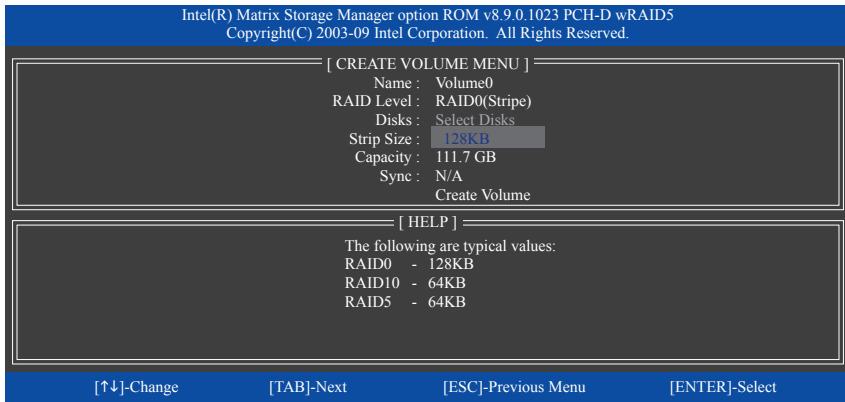 Intel(R) Matrix Storage Manager option ROM v8.9.0.1023 PCH-D wRAID5
Copyright(C) 2003-09 Intel Corporation. All Rights Reserved.
[ CREATE VOLUME MENU ]
Name : Volume0
RAID Level : RAID0(Stripe)
Disks : Select Disks
Strip Size : 128KB
Capacity : 111.7 GB
Sync : N/A
Create Volume
[ HELP ]
The following are typical values:
RAID0 - 128KB
RAID10 - 64KB
RAID5 - 64KB
[↑↓]-Change [TAB]-Next [ESC]-Previous Menu [ENTER]-Select